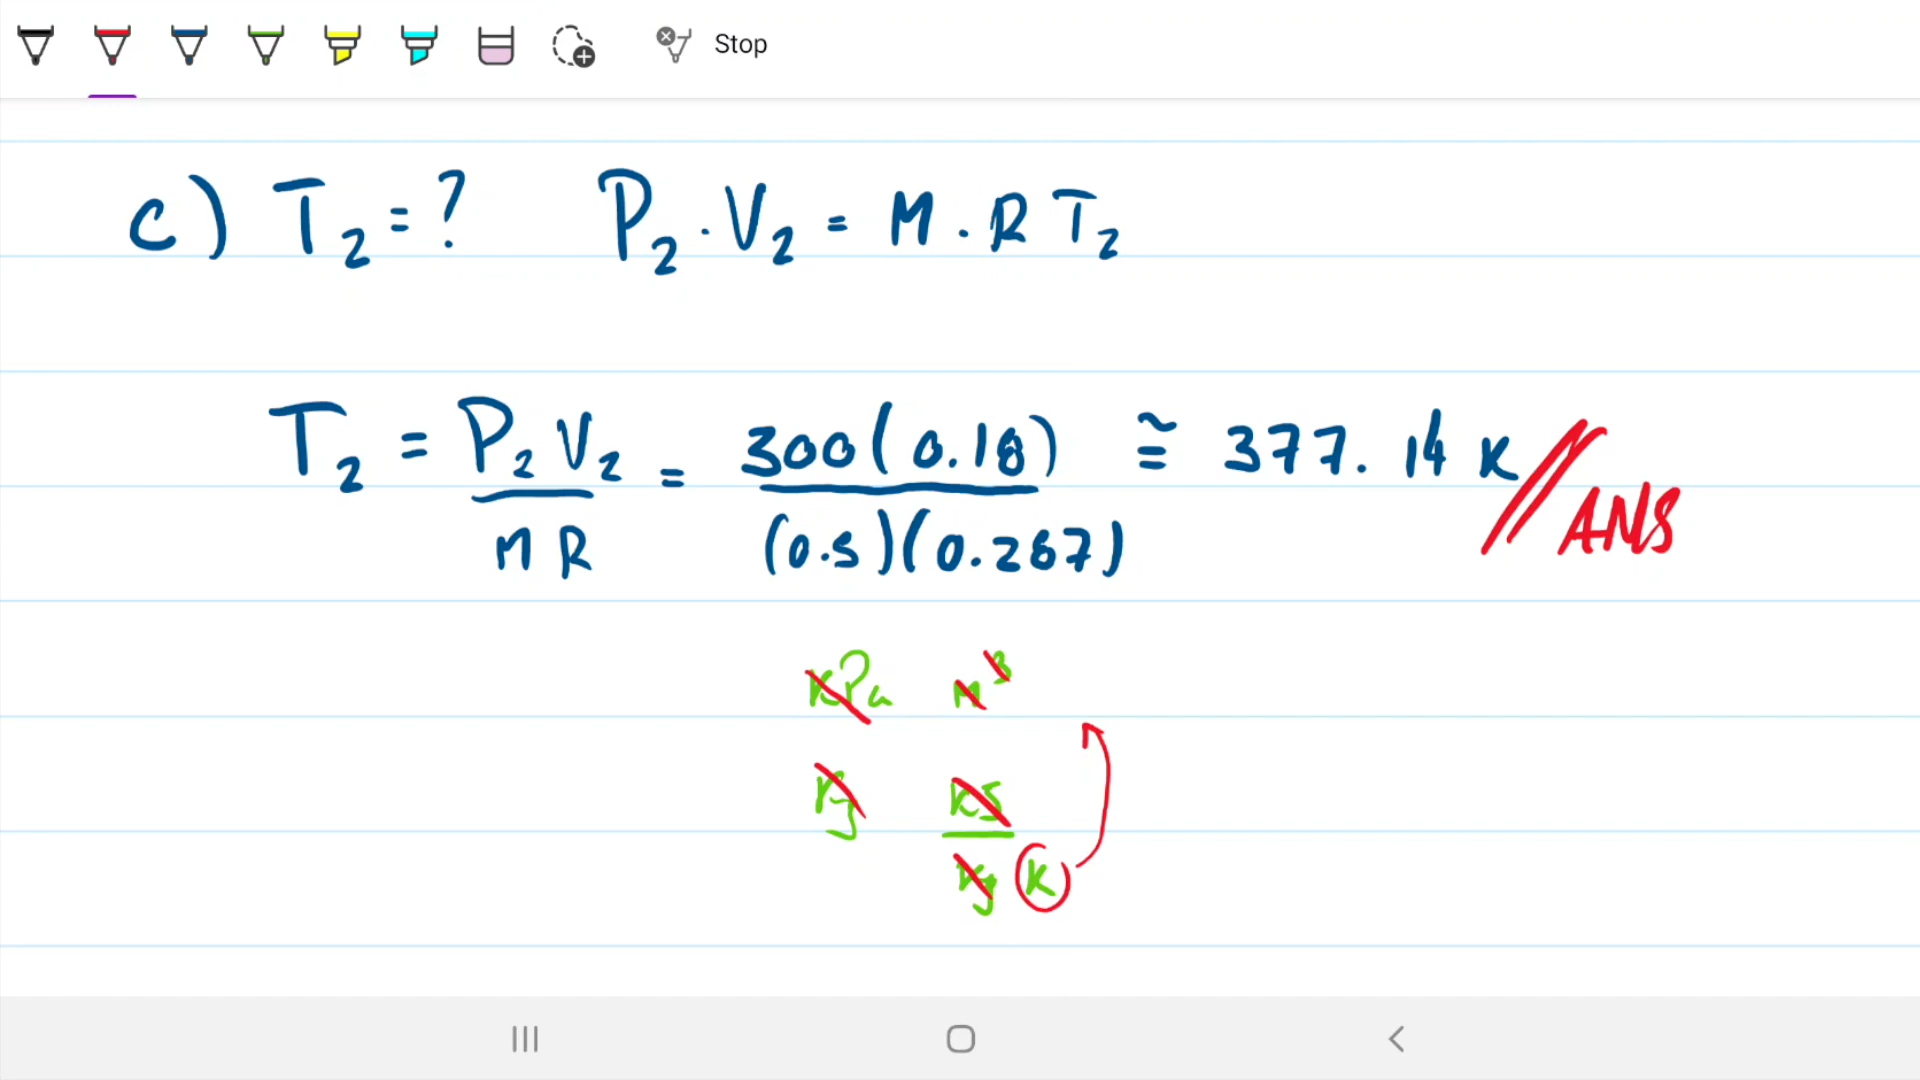 Stop
c) T₂ = ? P₂ . V₂ = M . R T₂
T₂ = P₂ V₂ / M R = 300(0.18) / (0.5)(0.287) ≅ 377.14 K // ANS
KPa M³
Kg KJ
Kg K